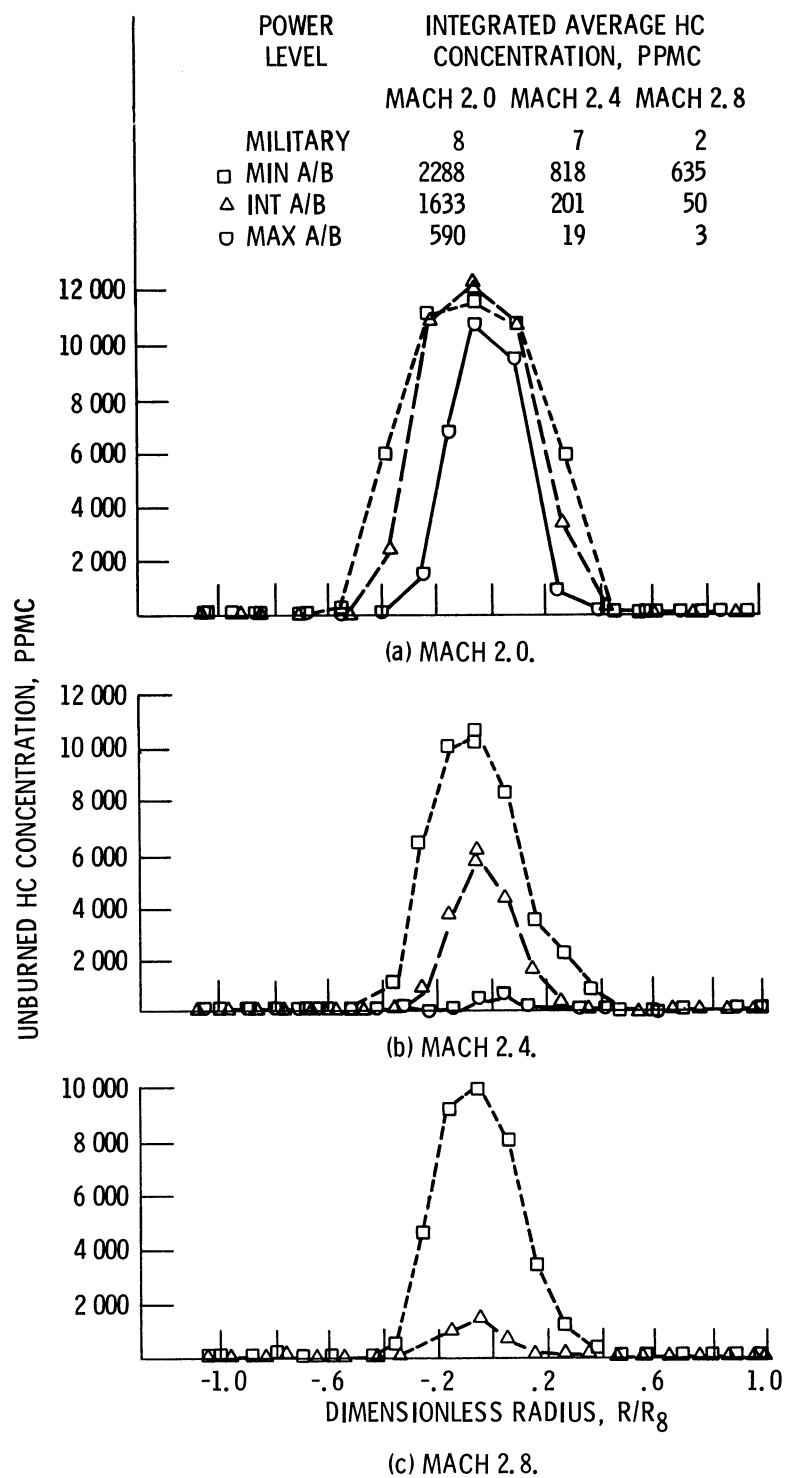 POWER INTEGRATED AVERAGE HC
LEVEL CONCENTRATION, PPMC
MACH 2.0 MACH 2.4 MACH 2.8
MILITARY 8 7 2
MIN A/B 2288 818 635
INT A/B 1633 201 50
MAX A/B 590 19 3
12 000
10 000
8 000
6 000
4 000
2 000
(a) MACH 2.0.
UNBURNED HC CONCENTRATION, PPMC
12 000
10 000
8 000
6 000
4 000
2 000
(b) MACH 2.4.
10 000
8 000
6 000
4 000
2 000
-1.0 -.6 -.2 .2 .6 1.0
DIMENSIONLESS RADIUS, R/R8
(c) MACH 2.8.